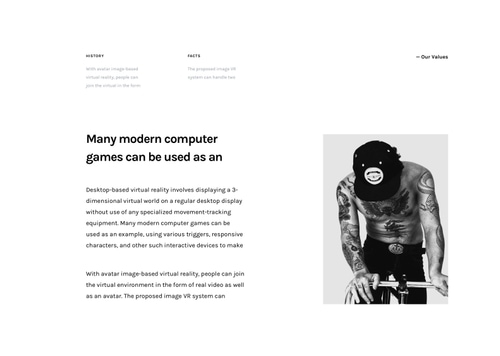 HISTORY
With avatar image-based
virtual reality, people can
join the virtual in the form
FACTS
The proposed image VR
system can handle two
— Our Values
Many modern computer
games can be used as an
Desktop-based virtual reality involves displaying a 3-
dimensional virtual world on a regular desktop display
without use of any specialized movement-tracking
equipment. Many modern computer games can be
used as an example, using various triggers, responsive
characters, and other such interactive devices to make
With avatar image-based virtual reality, people can join
the virtual environment in the form of real video as well
as an avatar. The proposed image VR system can